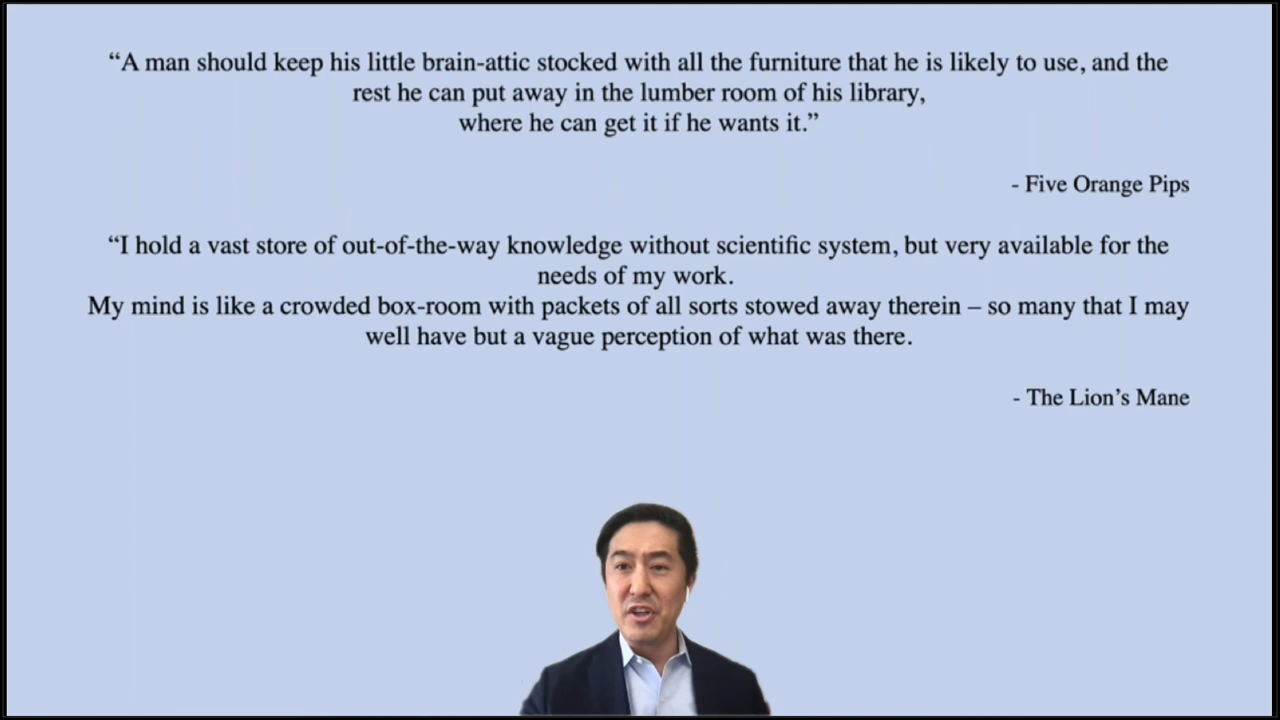 “A man should keep his little brain-attic stocked with all the furniture that he is likely to use, and the
rest he can put away in the lumber room of his library,
where he can get it if he wants it.”
- Five Orange Pips
“I hold a vast store of out-of-the-way knowledge without scientific system, but very available for the
needs of my work.
My mind is like a crowded box-room with packets of all sorts stowed away therein – so many that I may
well have but a vague perception of what was there.
- The Lion’s Mane